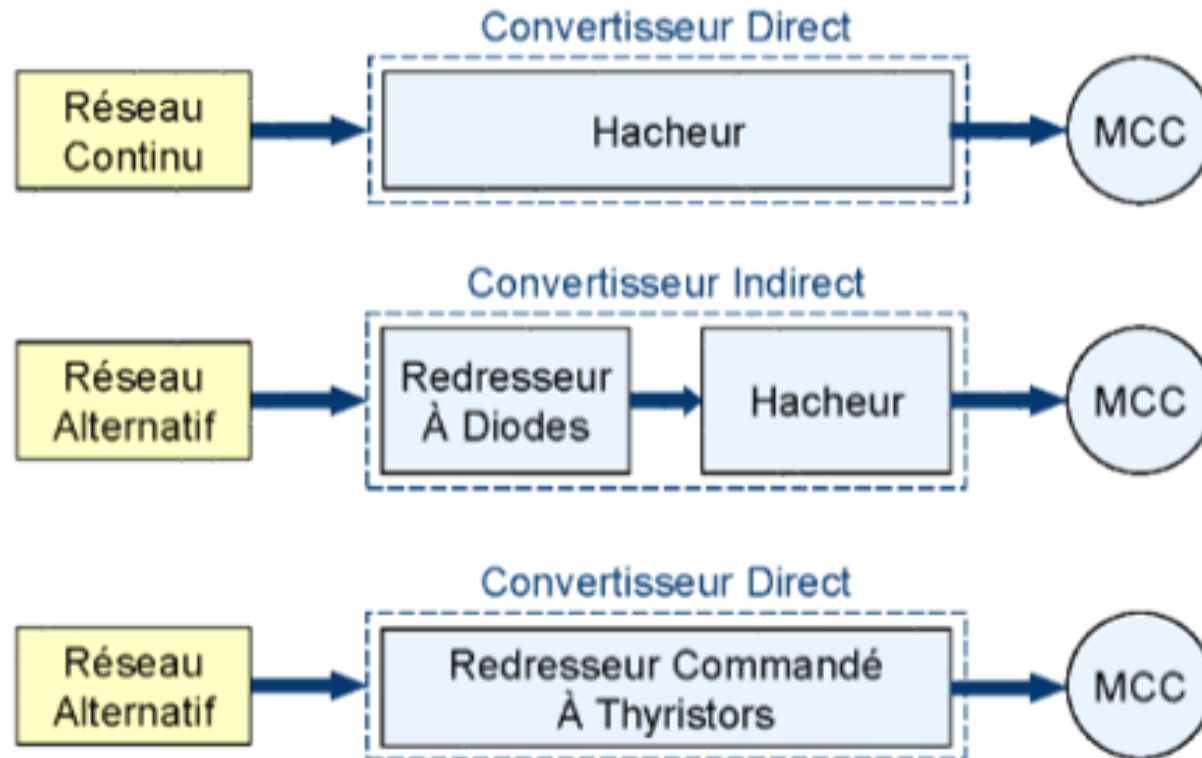 Convertisseur Direct
Réseau
Continu
Hacheur
MCC
Convertisseur Indirect
Réseau
Alternatif
Redresseur
À Diodes
Hacheur
MCC
Convertisseur Direct
Réseau
Alternatif
Redresseur Commandé
À Thyristors
MCC